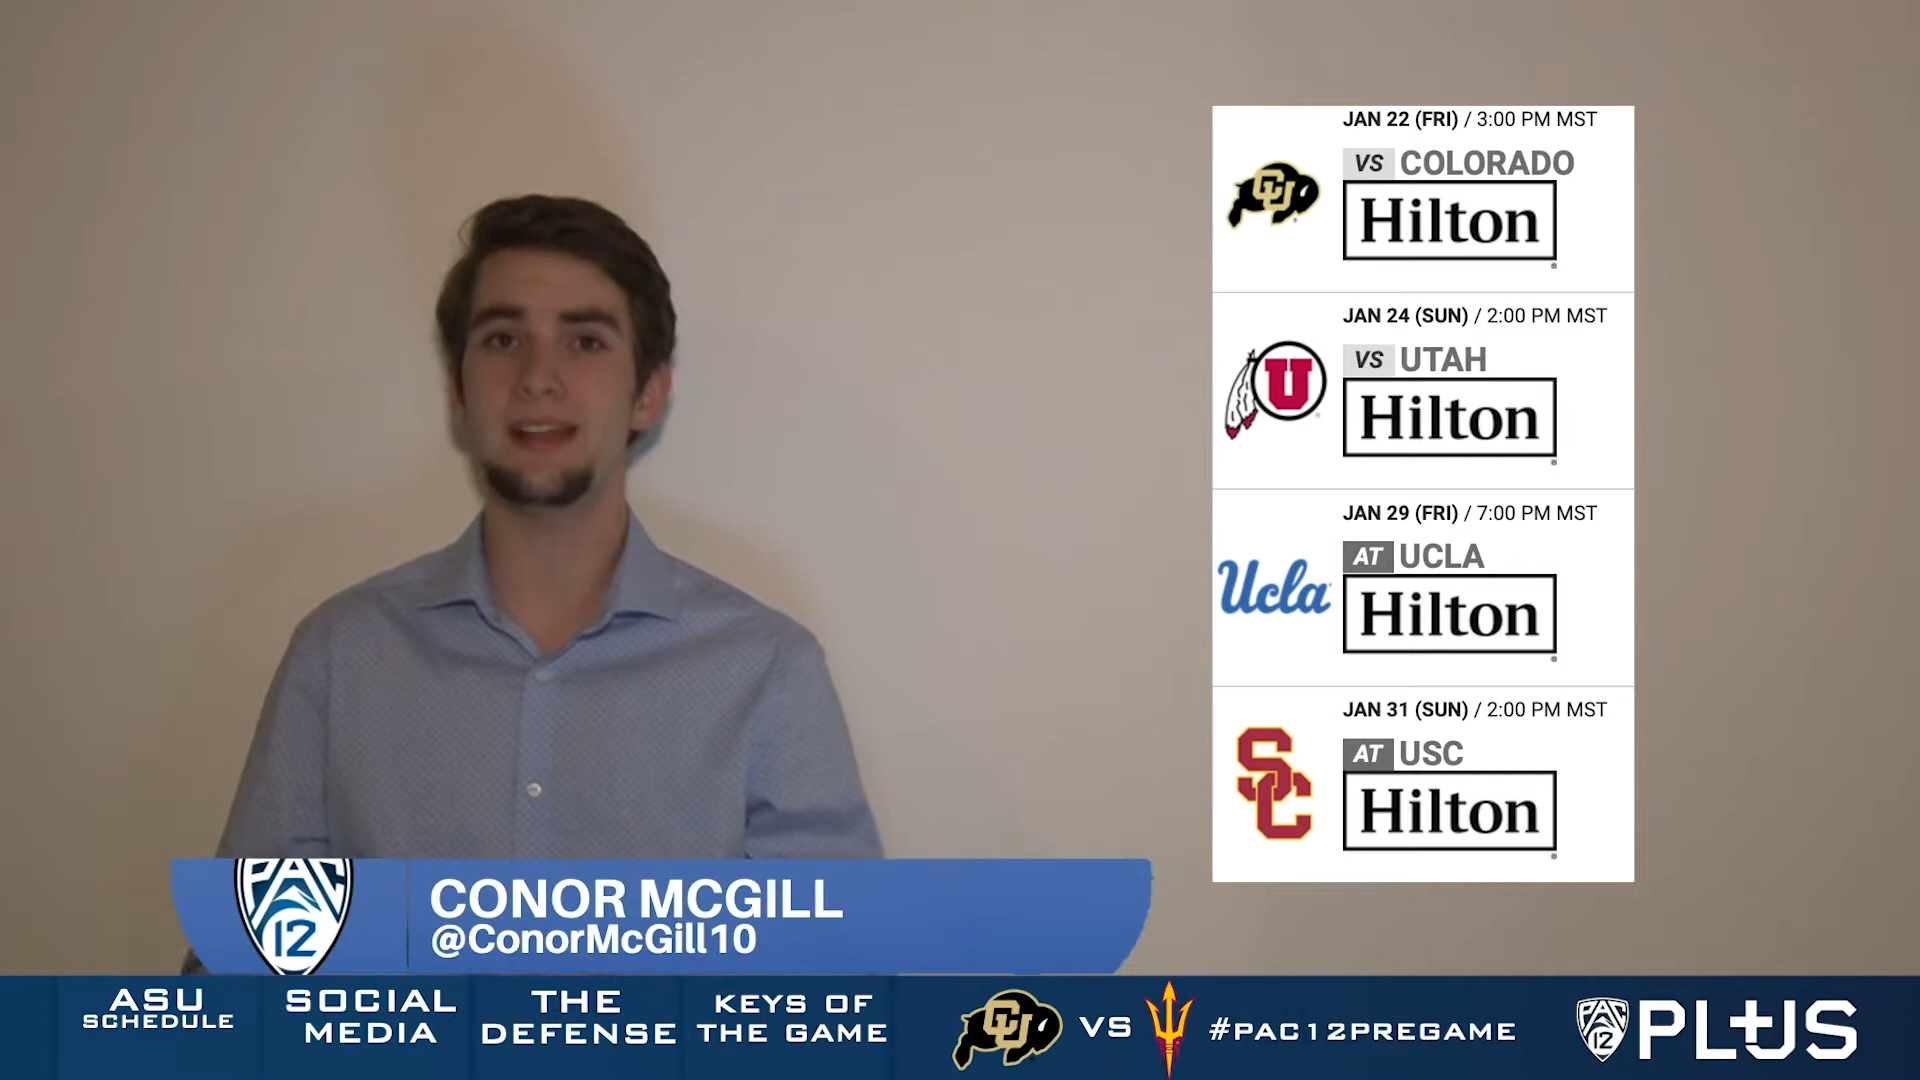 JAN 22 (FRI) / 3:00 PM MST
VS COLORADO
CU
Hilton
JAN 24 (SUN) / 2:00 PM MST
VS UTAH
U
Hilton
JAN 29 (FRI) / 7:00 PM MST
AT UCLA
Ucla
Hilton
JAN 31 (SUN) / 2:00 PM MST
AT USC
SC
Hilton
PAC
12
CONOR MCGILL
@ConorMcGill10
ASU
SCHEDULE
SOCIAL
MEDIA
THE
DEFENSE
KEYS OF
THE GAME
CU VS #PAC12PREGAME
PAC
12
PLUS